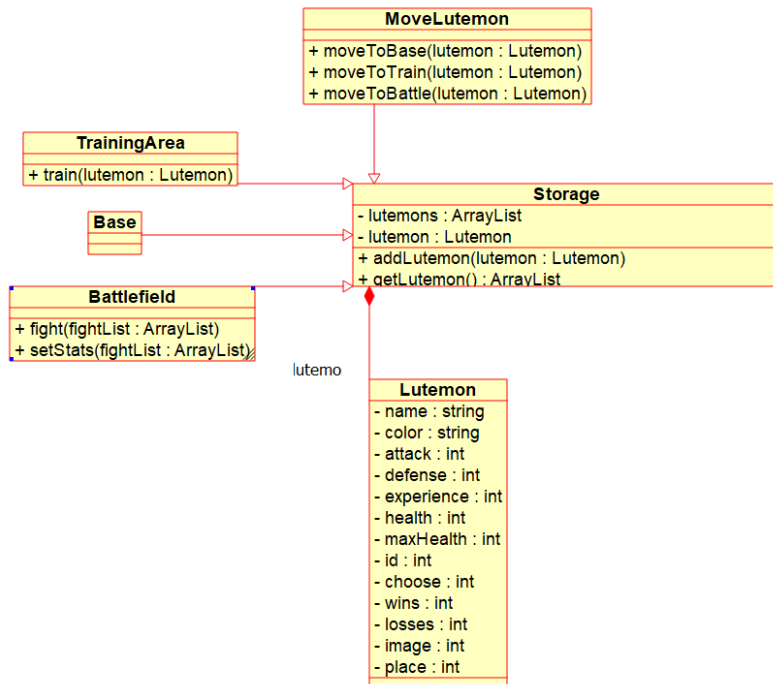 MoveLutemon
+ moveToBase(lutemon : Lutemon)
+ moveToTrain(lutemon : Lutemon)
+ moveToBattle(lutemon : Lutemon)
TrainingArea
+ train(lutemon : Lutemon)
Storage
- lutemons : ArrayList
- lutemon : Lutemon
+ addLutemon(lutemon : Lutemon)
+ getLutemon() : ArrayList
Base
Battlefield
+ fight(fightList : ArrayList)
+ setStats(fightList : ArrayList)
lutemo
Lutemon
- name : string
- color : string
- attack : int
- defense : int
- experience : int
- health : int
- maxHealth : int
- id : int
- choose : int
- wins : int
- losses : int
- image : int
- place : int